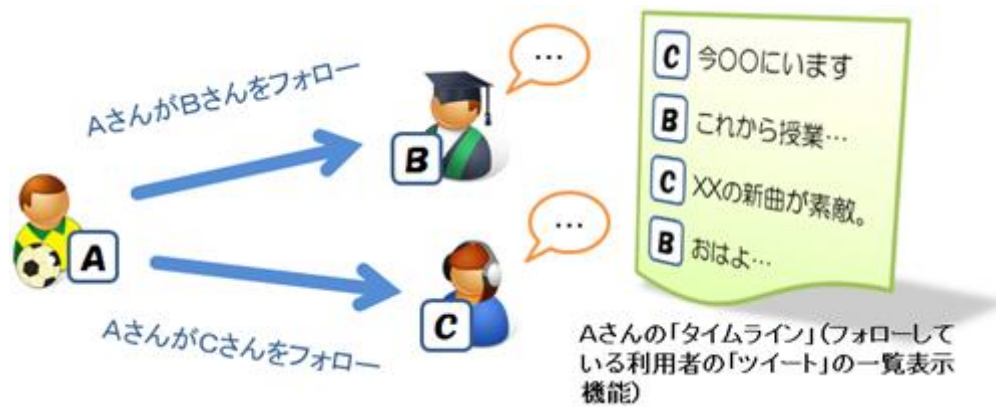 AさんがBさんをフォロー
…
B
A
C 今〇〇にいます
B これから授業…
C XXの新曲が素敵。
B おはよ…
…
C
AさんがCさんをフォロー
Aさんの「タイムライン」(フォローして
いる利用者の「ツイート」の一覧表示
機能)